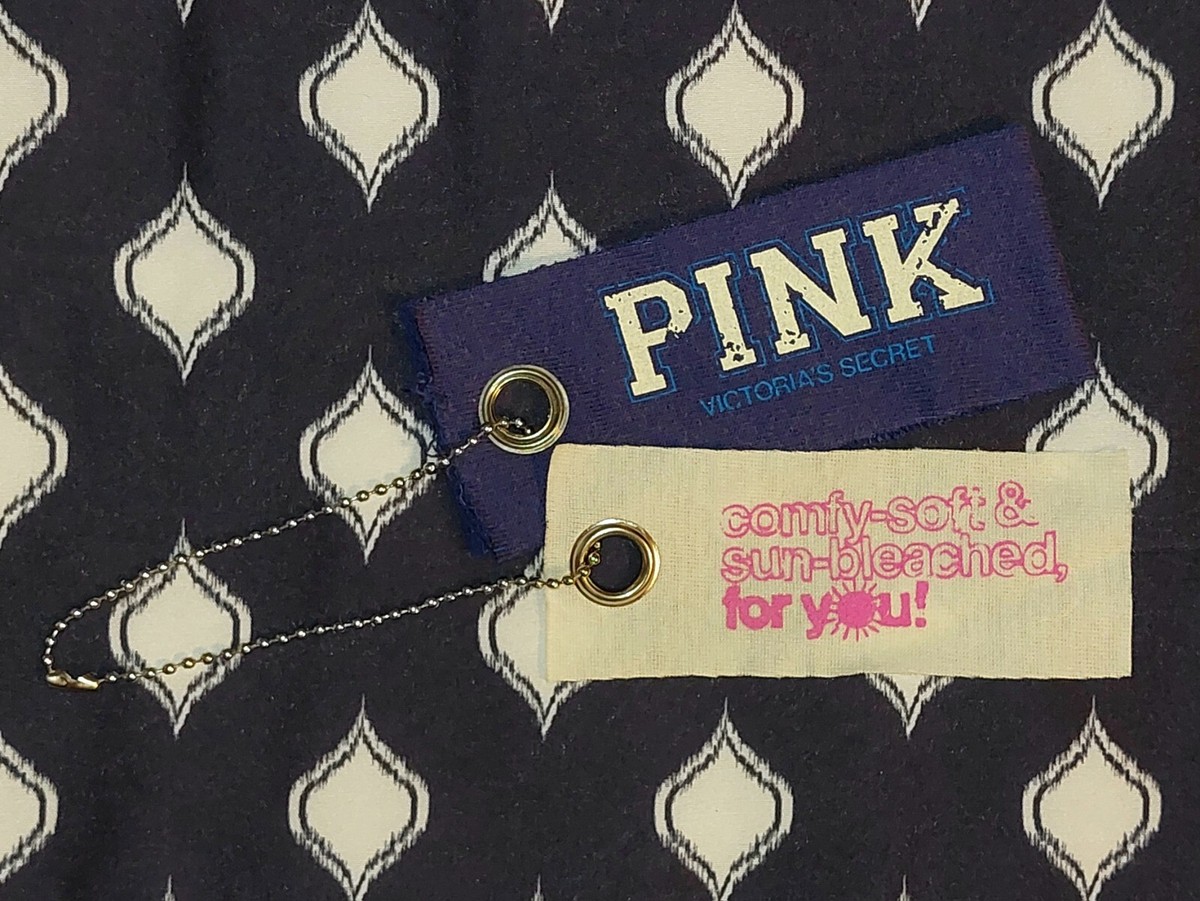 PINK
VICTORIA'S SECRET
comfy-soft &
sun-bleached,
for you!